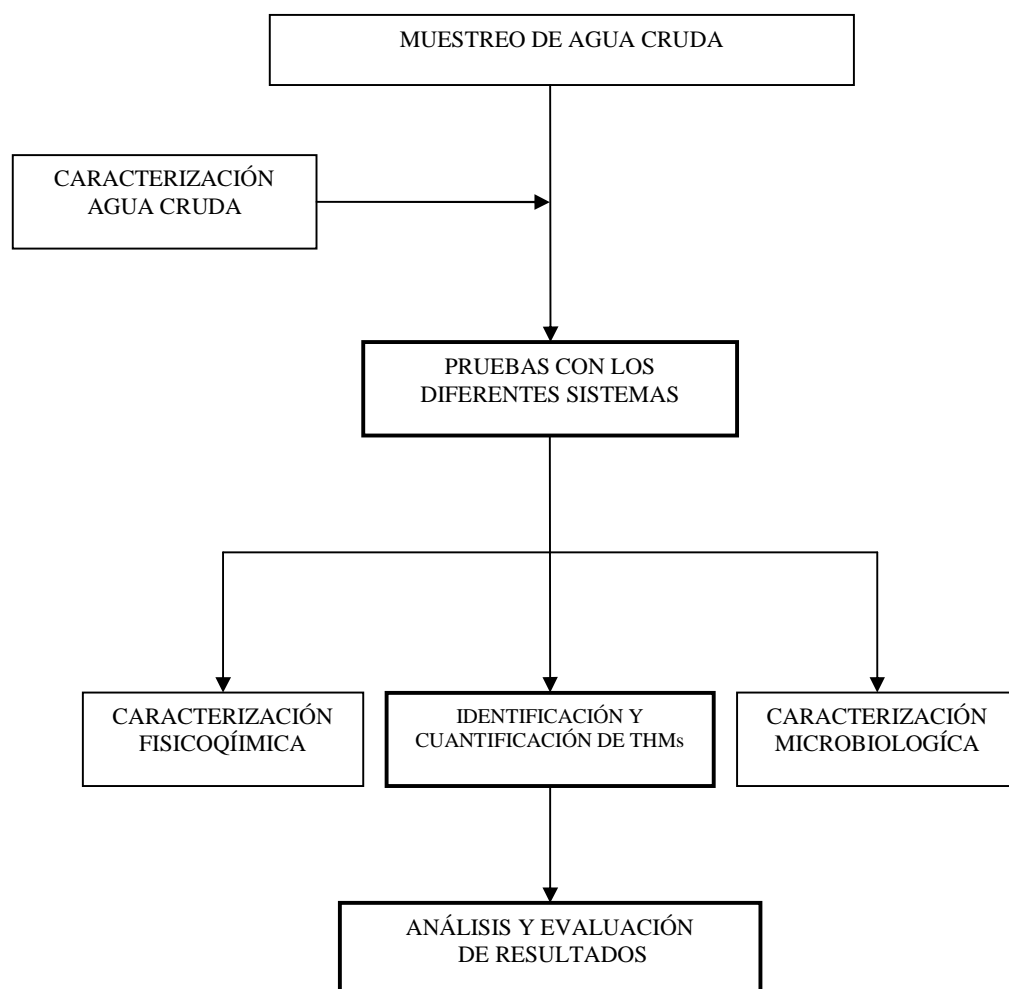 MUESTREO DE AGUA CRUDA
CARACTERIZACIÓN
AGUA CRUDA
PRUEBAS CON LOS
DIFERENTES SISTEMAS
CARACTERIZACIÓN
FISICOQÍIMICA
IDENTIFICACIÓN Y
CUANTIFICACIÓN DE THMs
CARACTERIZACIÓN
MICROBIOLOGÍCA
ANÁLISIS Y EVALUACIÓN
DE RESULTADOS